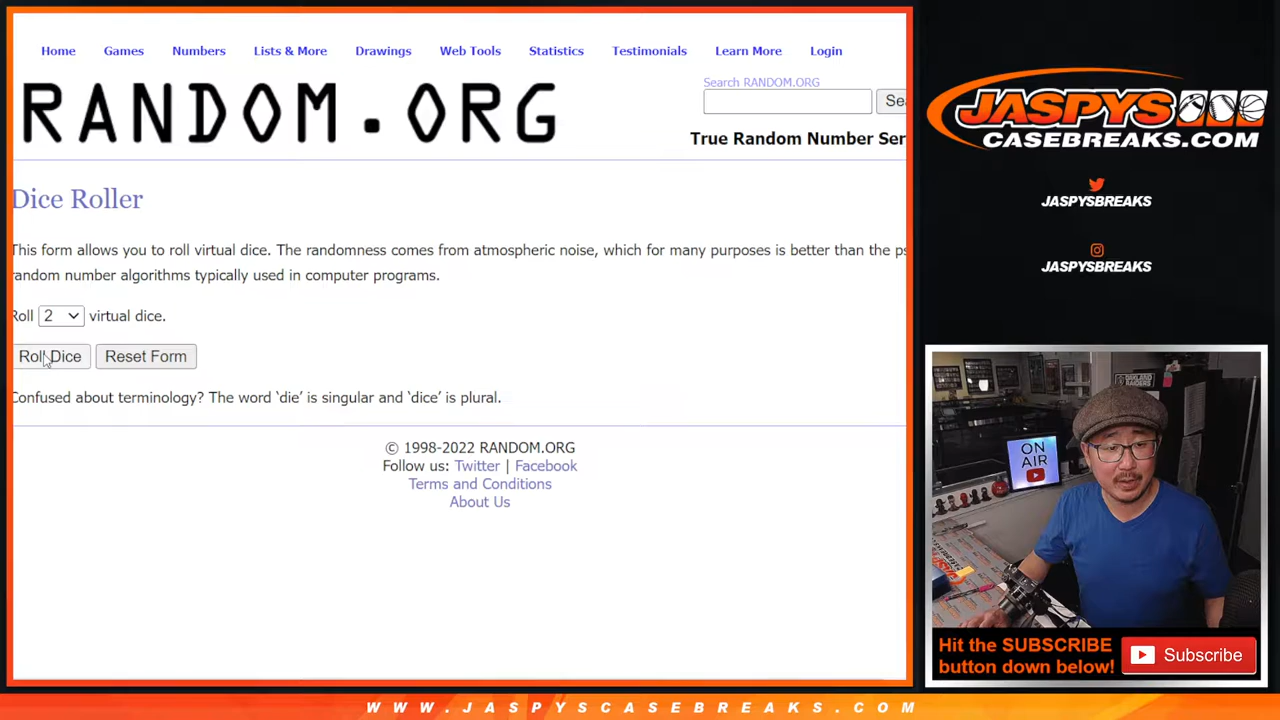 Home Games Numbers Lists & More Drawings Web Tools Statistics Testimonials Learn More Login
RANDOM.ORG
Search RANDOM.ORG
Sea
True Random Number Ser
Dice Roller
This form allows you to roll virtual dice. The randomness comes from atmospheric noise, which for many purposes is better than the ps
random number algorithms typically used in computer programs.
Roll 2 virtual dice.
Roll Dice Reset Form
Confused about terminology? The word ‘die’ is singular and ‘dice’ is plural.
© 1998-2022 RANDOM.ORG
Follow us: Twitter | Facebook
Terms and Conditions
About Us
JASPYS
CASEBREAKS.COM
JASPYSBREAKS
JASPYSBREAKS
OAKLAND
RAIDERS
ON
AIR
Hit the SUBSCRIBE
button down below!
Subscribe
WWW.JASPYSCASEBREAKS.COM